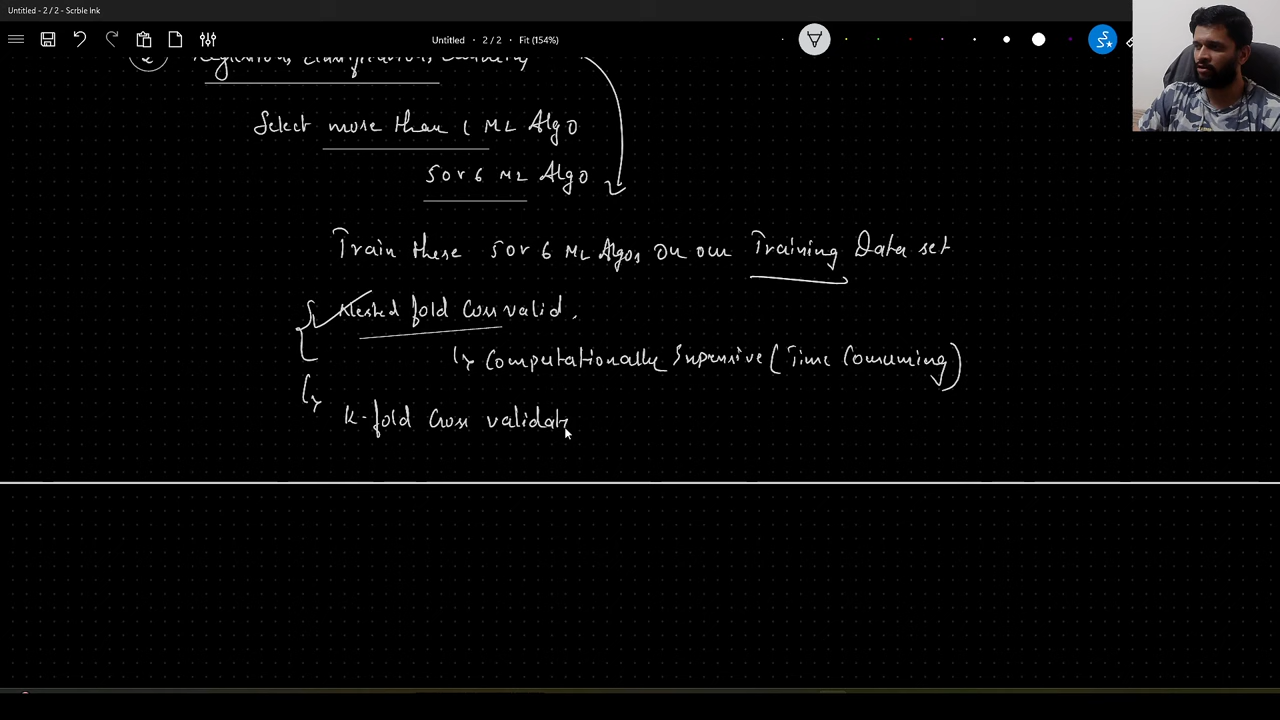 Untitled - 2 / 2 - Scrble Ink
Untitled • 2 / 2 • Fit (154%)
Select more than 1 ML Algo
5 or 6 ML Algo
Train these 5 or 6 ML Algos on our Training Data set
Nested fold Cross valid.
Computationally Inpensive (Time Consuming)
K-fold Cross validat